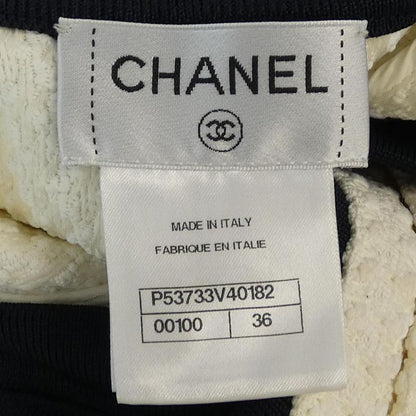 CHANEL
MADE IN ITALY
FABRIQUE EN ITALIE
P53733V40182
00100 36